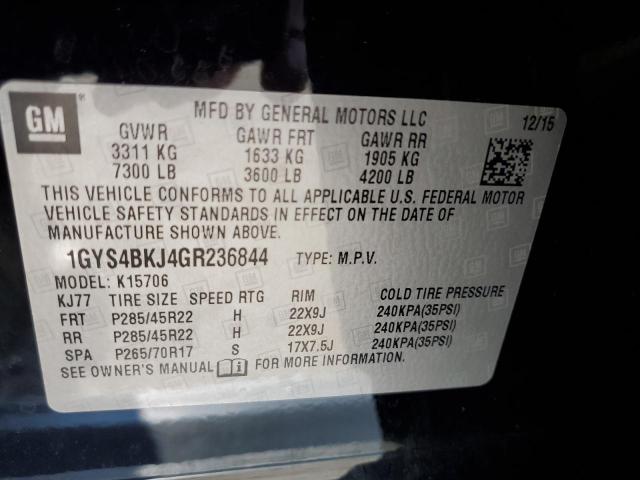 GM ®
MFD BY GENERAL MOTORS LLC
12/15
GVWR GAWR FRT GAWR RR
3311 KG 1633 KG 1905 KG
7300 LB 3600 LB 4200 LB
THIS VEHICLE CONFORMS TO ALL APPLICABLE U.S. FEDERAL MOTOR
VEHICLE SAFETY STANDARDS IN EFFECT ON THE DATE OF
MANUFACTURE SHOWN ABOVE.
1GYS4BKJ4GR236844 TYPE: M.P.V.
MODEL: K15706
KJ77 TIRE SIZE SPEED RTG RIM COLD TIRE PRESSURE
FRT P285/45R22 H 22X9J 240KPA(35PSI)
RR P285/45R22 H 22X9J 240KPA(35PSI)
SPA P265/70R17 S 17X7.5J 240KPA(35PSI)
SEE OWNER'S MANUAL FOR MORE INFORMATION.